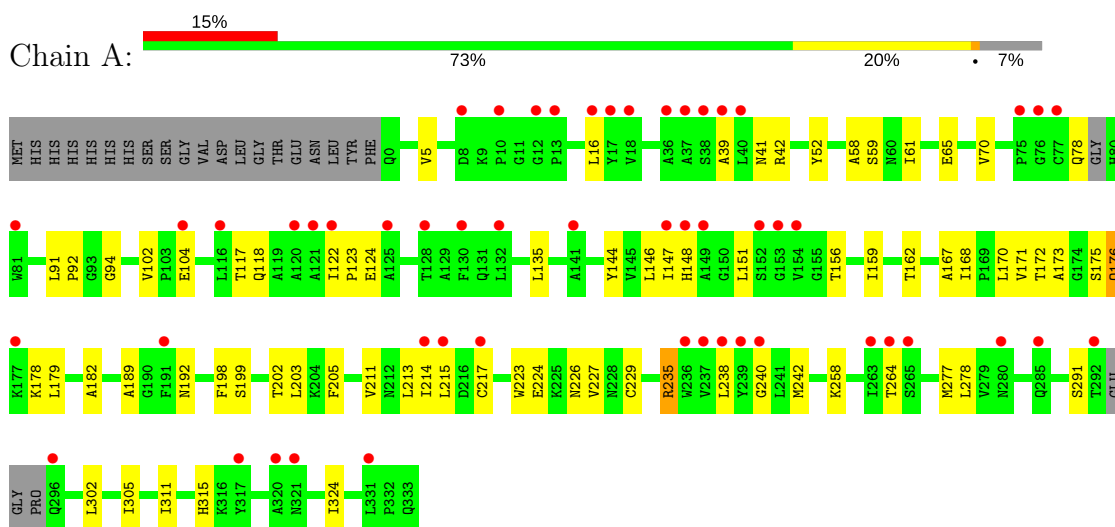 15%
Chain A:
73% 20% • 7%
MET HIS HIS HIS HIS HIS HIS SER SER GLY VAL ASP LEU GLY THR GLU ASN LEU TYR PHE Q0 V5 D8 K9 P10 G11 G12 P13 L16 Y17 V18 A36 A37 S38 A39 L40 N41 R42 Y52 A58 S59 N60 I61 E65 V70 P75 G76 C77 Q78 GLY H80
W81 L91 P92 G93 G94 V102 P103 E104 L116 T117 Q118 A119 A120 A121 I122 P123 E124 A125 T128 A129 F130 Q131 L132 L135 A141 Y144 V145 L146 I147 H148 A149 G150 L151 S152 G153 V154 G155 T156 I159 T162 A167 I168 P169 L170 V171 T172 A173 G174 S175 Q176
K177 K178 L179 A182 A189 G190 F191 N192 F198 S199 T202 L203 K204 F205 V211 N212 L213 I214 L215 D216 C217 W223 E224 K225 N226 V227 N228 C229 R235 W236 V237 L238 Y239 G240 L241 M242 K258 I263 T264 S265 M277 L278 V279 N280 Q285 S291 T292 GLU
GLY PRO Q296 L302 I305 I311 H315 K316 Y317 A320 N321 I324 L331 P332 Q333